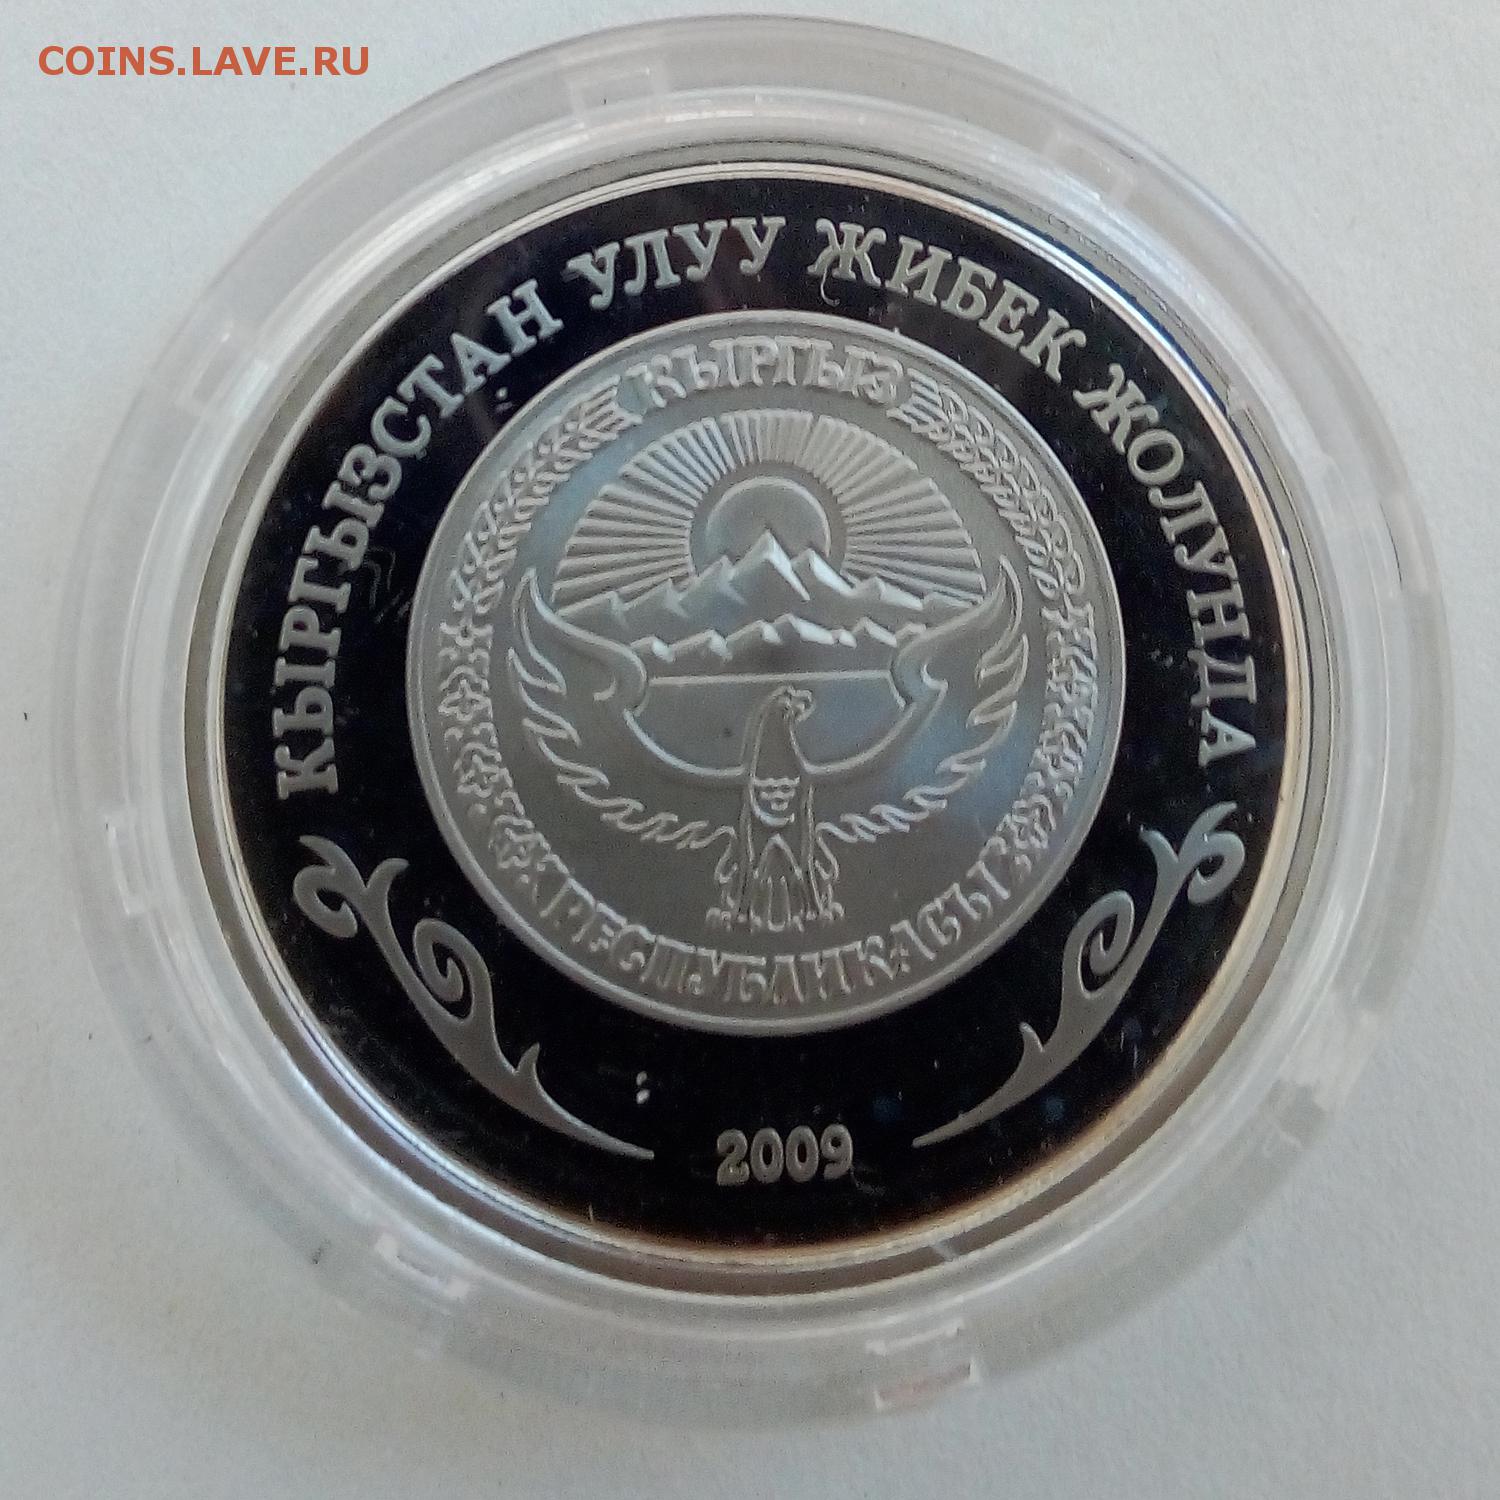 COINS.LAVE.RU
КЫРГЫЗСТАН УЛУУ ЖИБЕК ЖОЛУНДА
КЫРГЫЗ
РЕСПУБЛИКАСЫ
2009